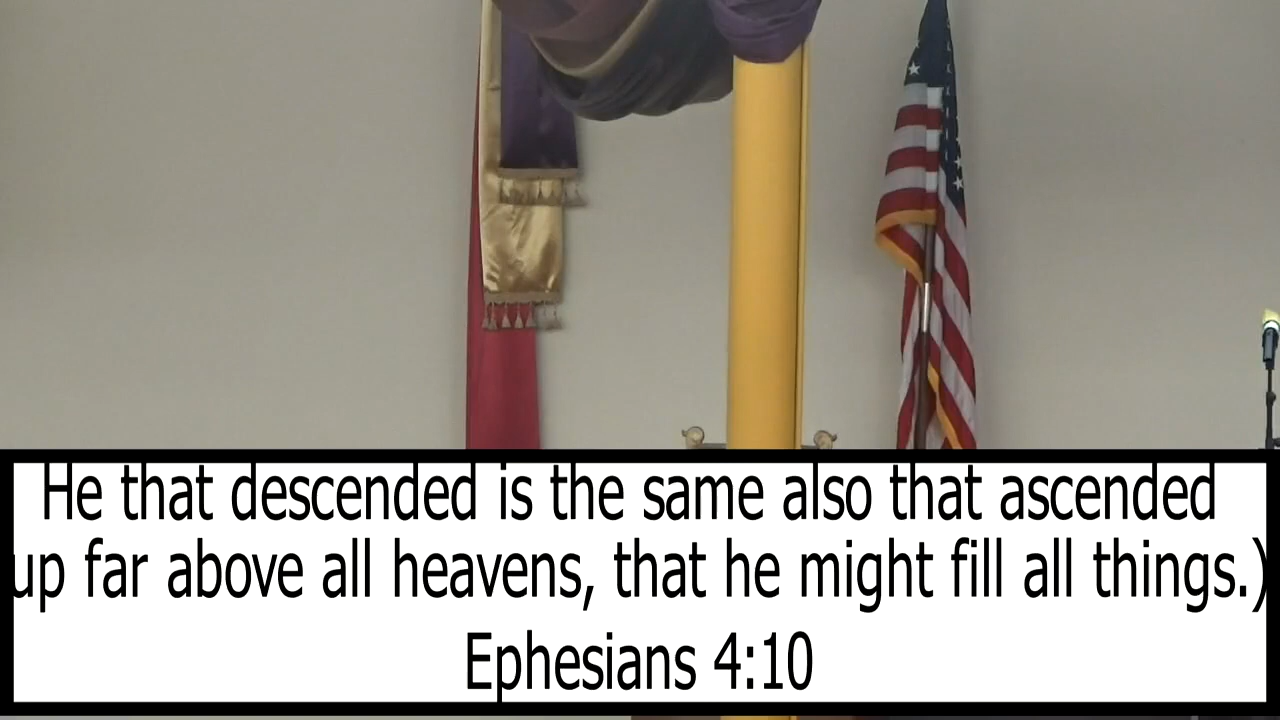 He that descended is the same also that ascended
up far above all heavens, that he might fill all things.)
Ephesians 4:10